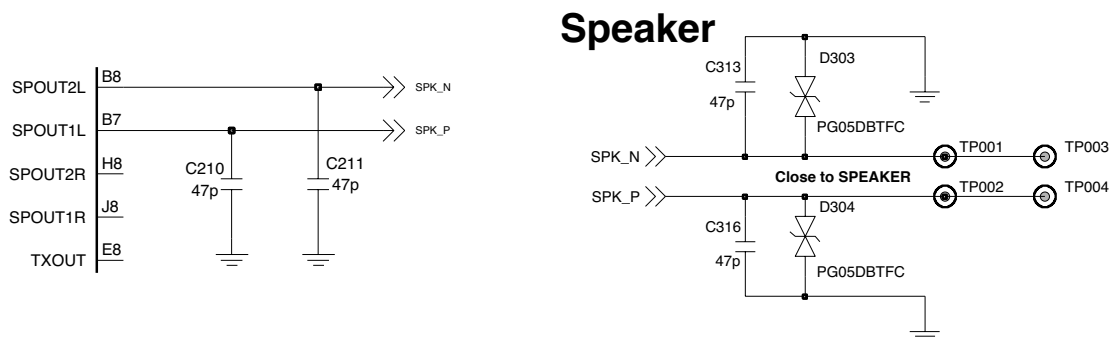 SPOUT2L
B8
SPK_N
SPOUT1L
B7
SPK_P
SPOUT2R
H8
SPOUT1R
J8
TXOUT
E8
C210
47p
C211
47p
Speaker
C313
47p
D303
PG05DBTFC
SPK_N
TP001
TP003
Close to SPEAKER
SPK_P
TP002
TP004
D304
C316
47p
PG05DBTFC